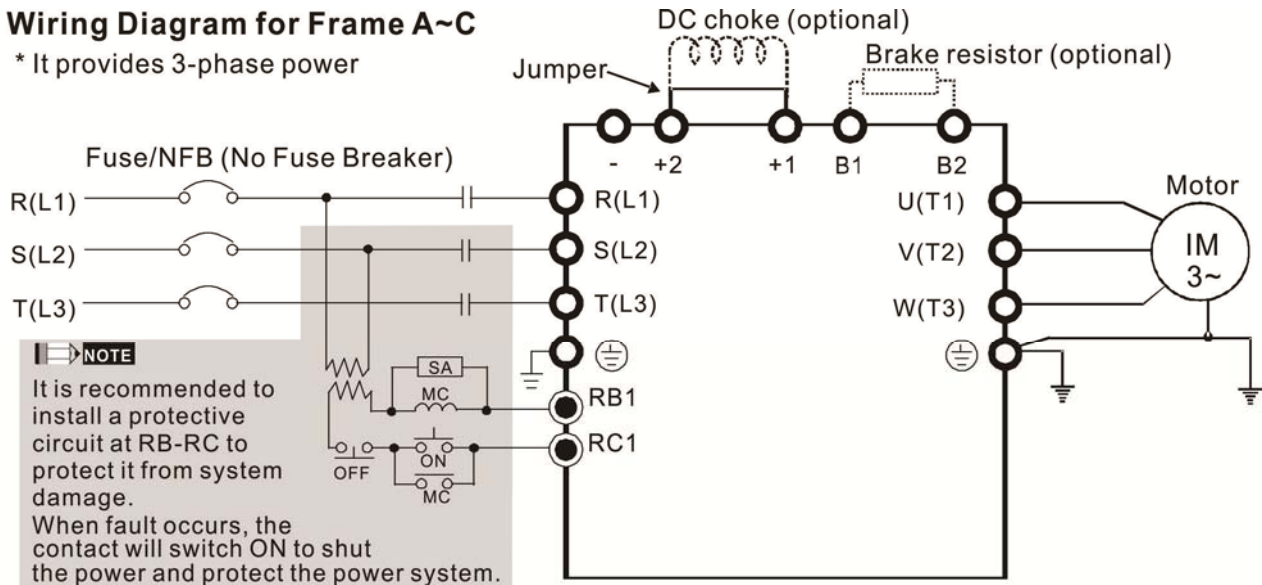 Wiring Diagram for Frame A~C
* It provides 3-phase power
DC choke (optional)
Jumper
Brake resistor (optional)
- +2 +1 B1 B2
Fuse/NFB (No Fuse Breaker)
R(L1)
S(L2)
T(L3)
R(L1)
S(L2)
T(L3)
RB1
RC1
U(T1)
V(T2)
W(T3)
Motor
IM
3~
NOTE
It is recommended to
install a protective
circuit at RB-RC to
protect it from system
damage.
When fault occurs, the
contact will switch ON to shut
the power and protect the power system.
SA
MC
OFF
ON
MC